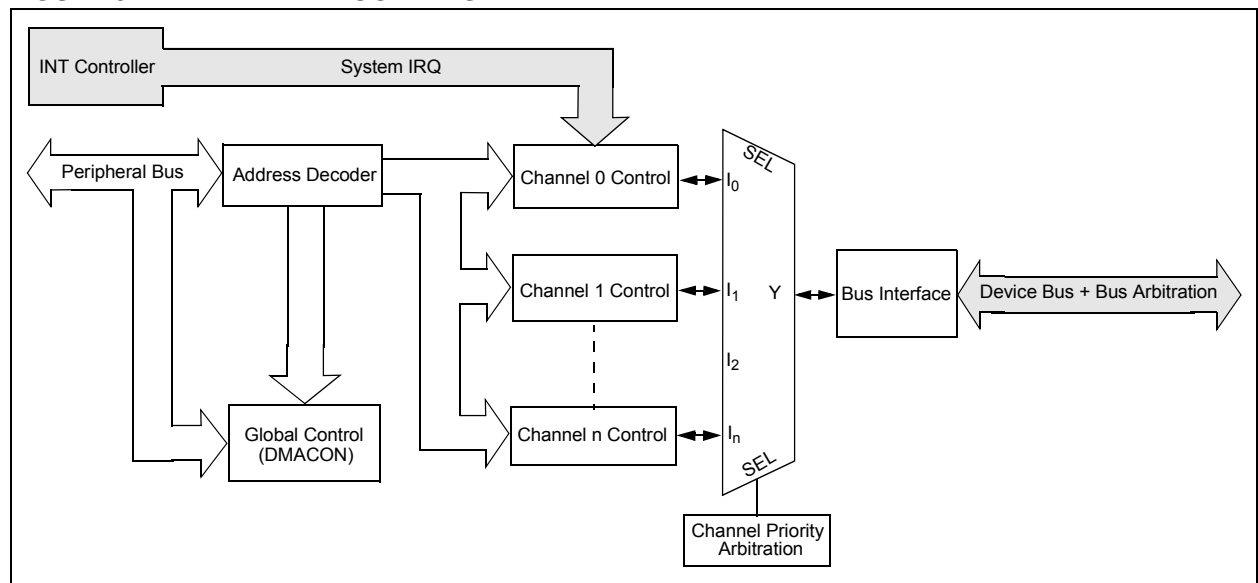 INT Controller
System IRQ
Peripheral Bus
Address Decoder
Channel 0 Control
SEL
I0
Channel 1 Control
I1
Y
Bus Interface
Device Bus + Bus Arbitration
I2
Global Control
(DMACON)
Channel n Control
In
SEL
Channel Priority
Arbitration